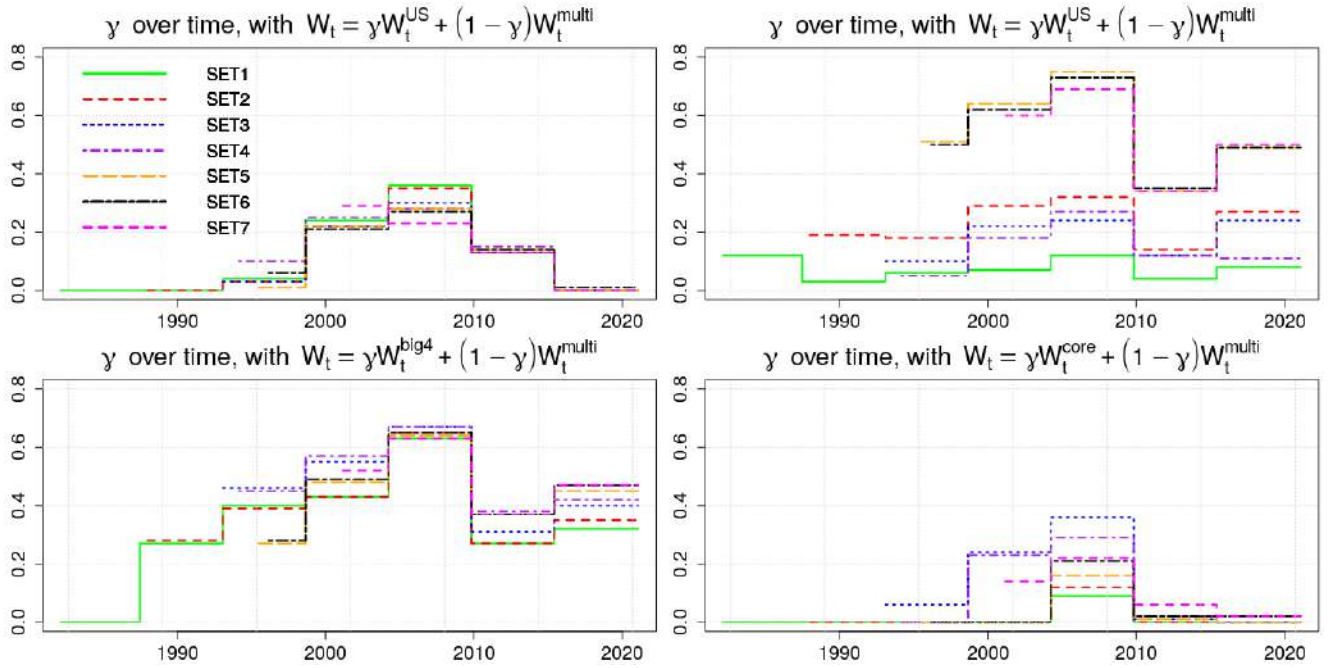 γ over time, with W_t = γW_t^US + (1 − γ)W_t^multi
0.8
0.6
0.4
0.2
0.0
SET1
SET2
SET3
SET4
SET5
SET6
SET7
1990 2000 2010 2020
γ over time, with W_t = γW_t^US + (1 − γ)W_t^multi
0.8
0.6
0.4
0.2
0.0
1990 2000 2010 2020
γ over time, with W_t = γW_t^big4 + (1 − γ)W_t^multi
0.8
0.6
0.4
0.2
0.0
1990 2000 2010 2020
γ over time, with W_t = γW_t^core + (1 − γ)W_t^multi
0.8
0.6
0.4
0.2
0.0
1990 2000 2010 2020